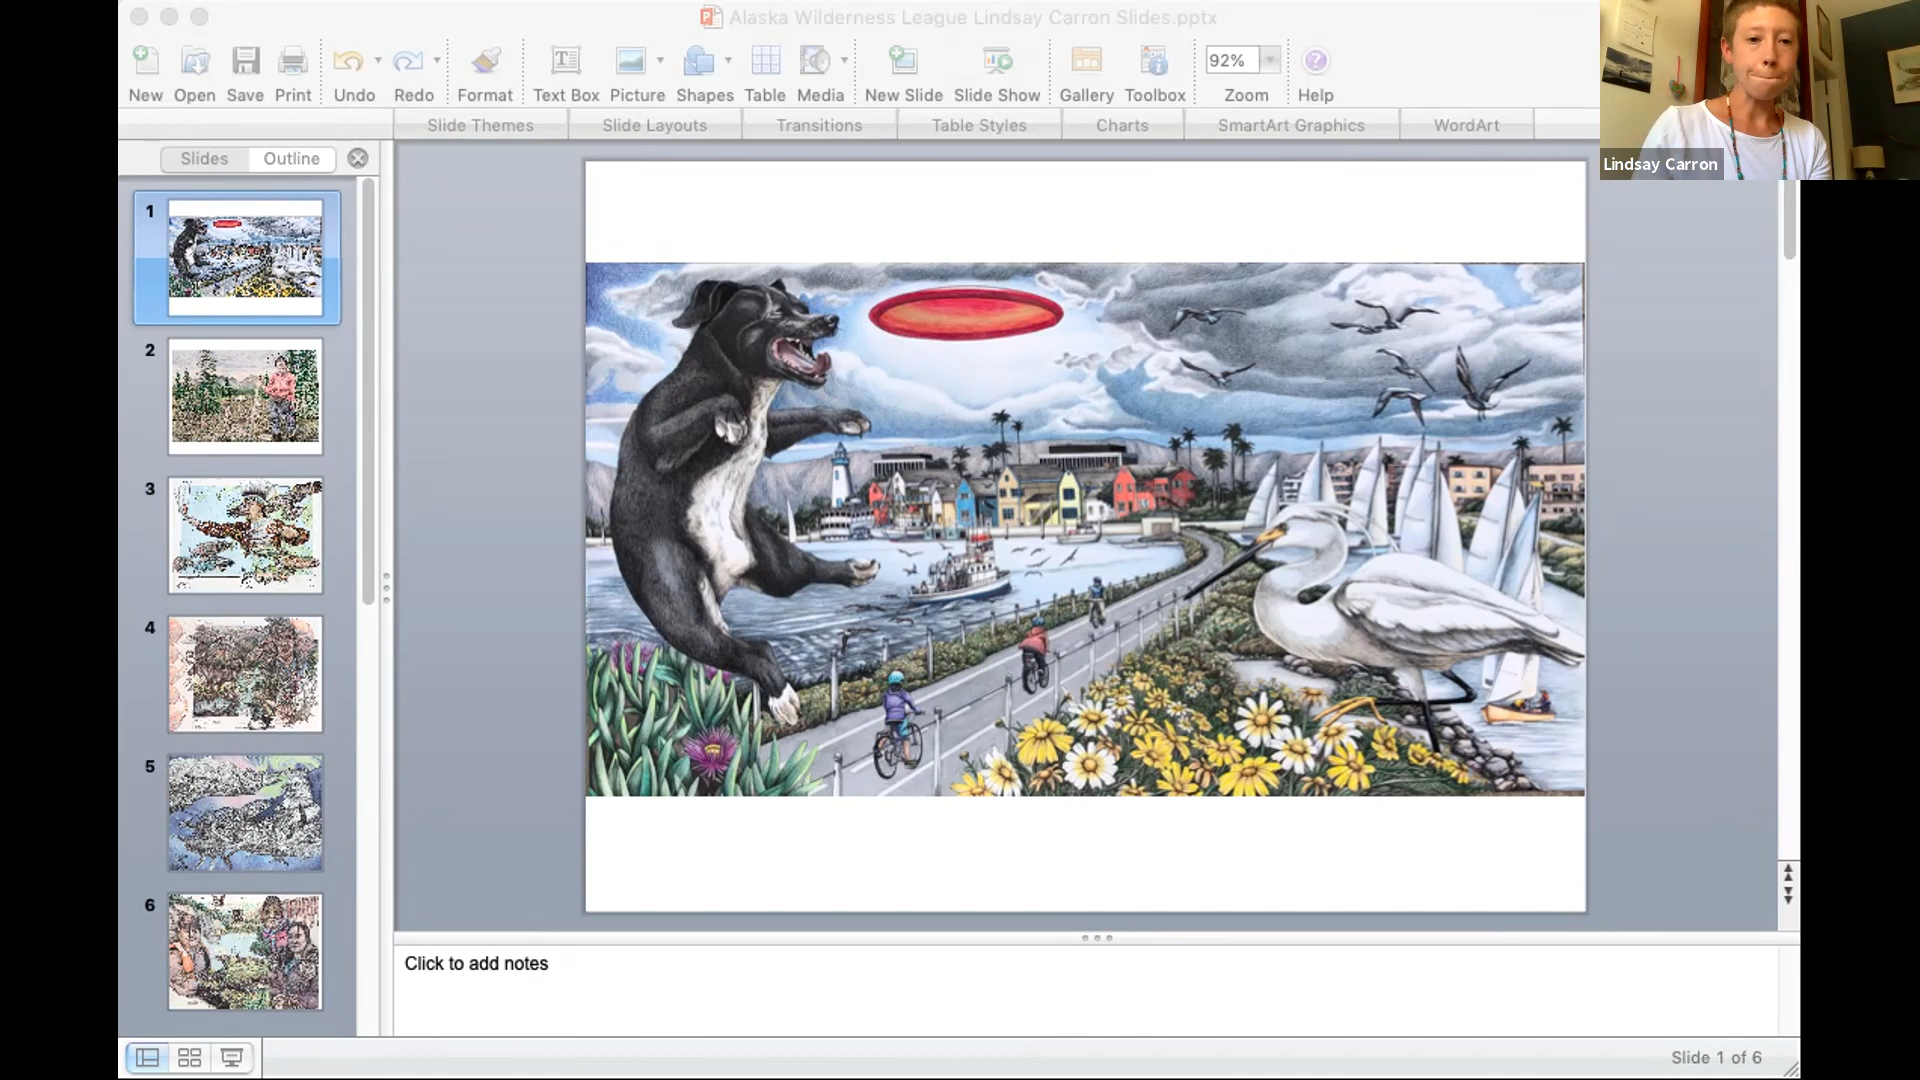 Alaska Wilderness League Lindsay Carron Slides.pptx
New Open Save Print Undo Redo Format Text Box Picture Shapes Table Media New Slide Slide Show Gallery Toolbox 92% Zoom Help
Slide Themes Slide Layouts Transitions Table Styles Charts SmartArt Graphics WordArt
Lindsay Carron
Slides Outline
1
2
3
4
5
6
Click to add notes
Slide 1 of 6